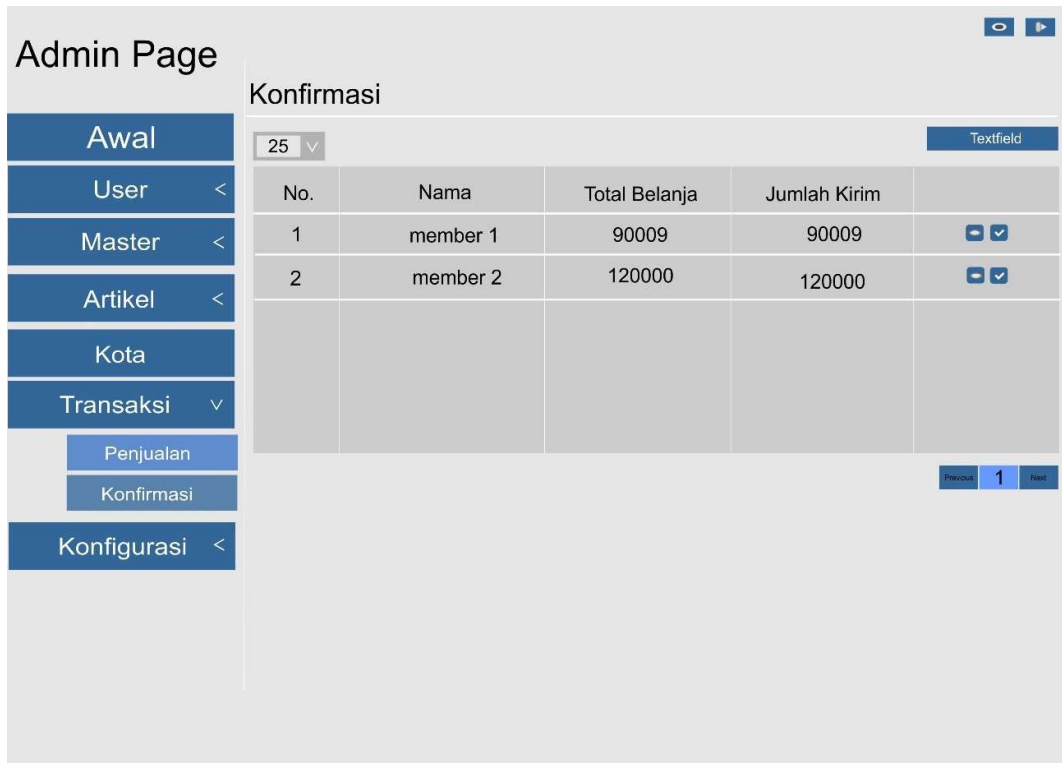 Admin Page
Konfirmasi
Awal
User <
Master <
Artikel <
Kota
Transaksi v
Penjualan
Konfirmasi
Konfigurasi <
25 v
Textfield
No. Nama Total Belanja Jumlah Kirim
1 member 1 90009 90009
2 member 2 120000 120000
Previous 1 Next